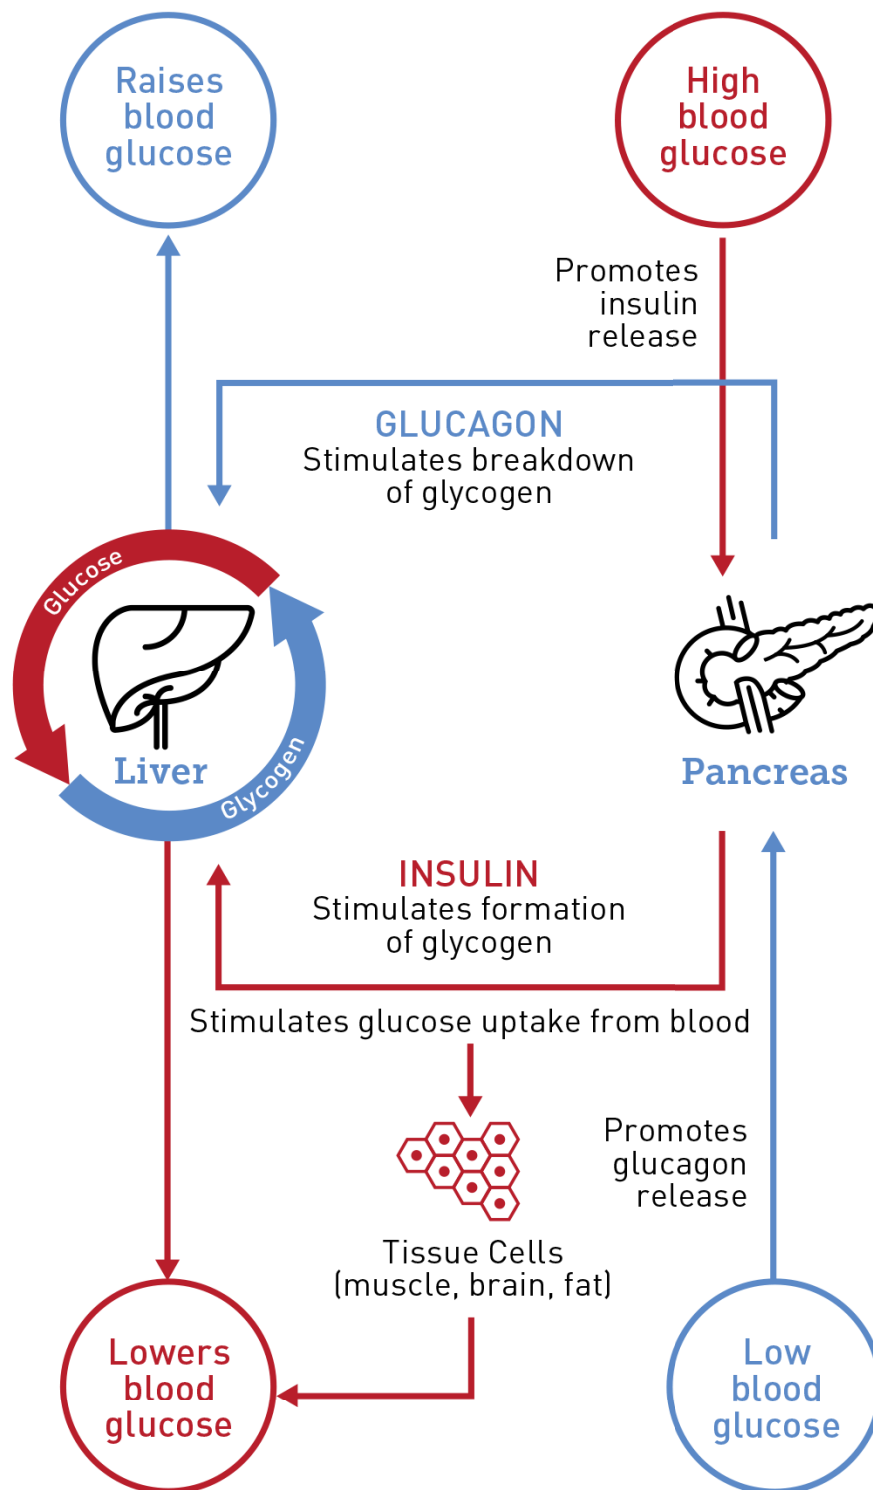 Raises
blood
glucose
High
blood
glucose
Promotes
insulin
release
GLUCAGON
Stimulates breakdown
of glycogen
Glucose
Liver
Glycogen
Pancreas
INSULIN
Stimulates formation
of glycogen
Stimulates glucose uptake from blood
Promotes
glucagon
release
Tissue Cells
(muscle, brain, fat)
Lowers
blood
glucose
Low
blood
glucose